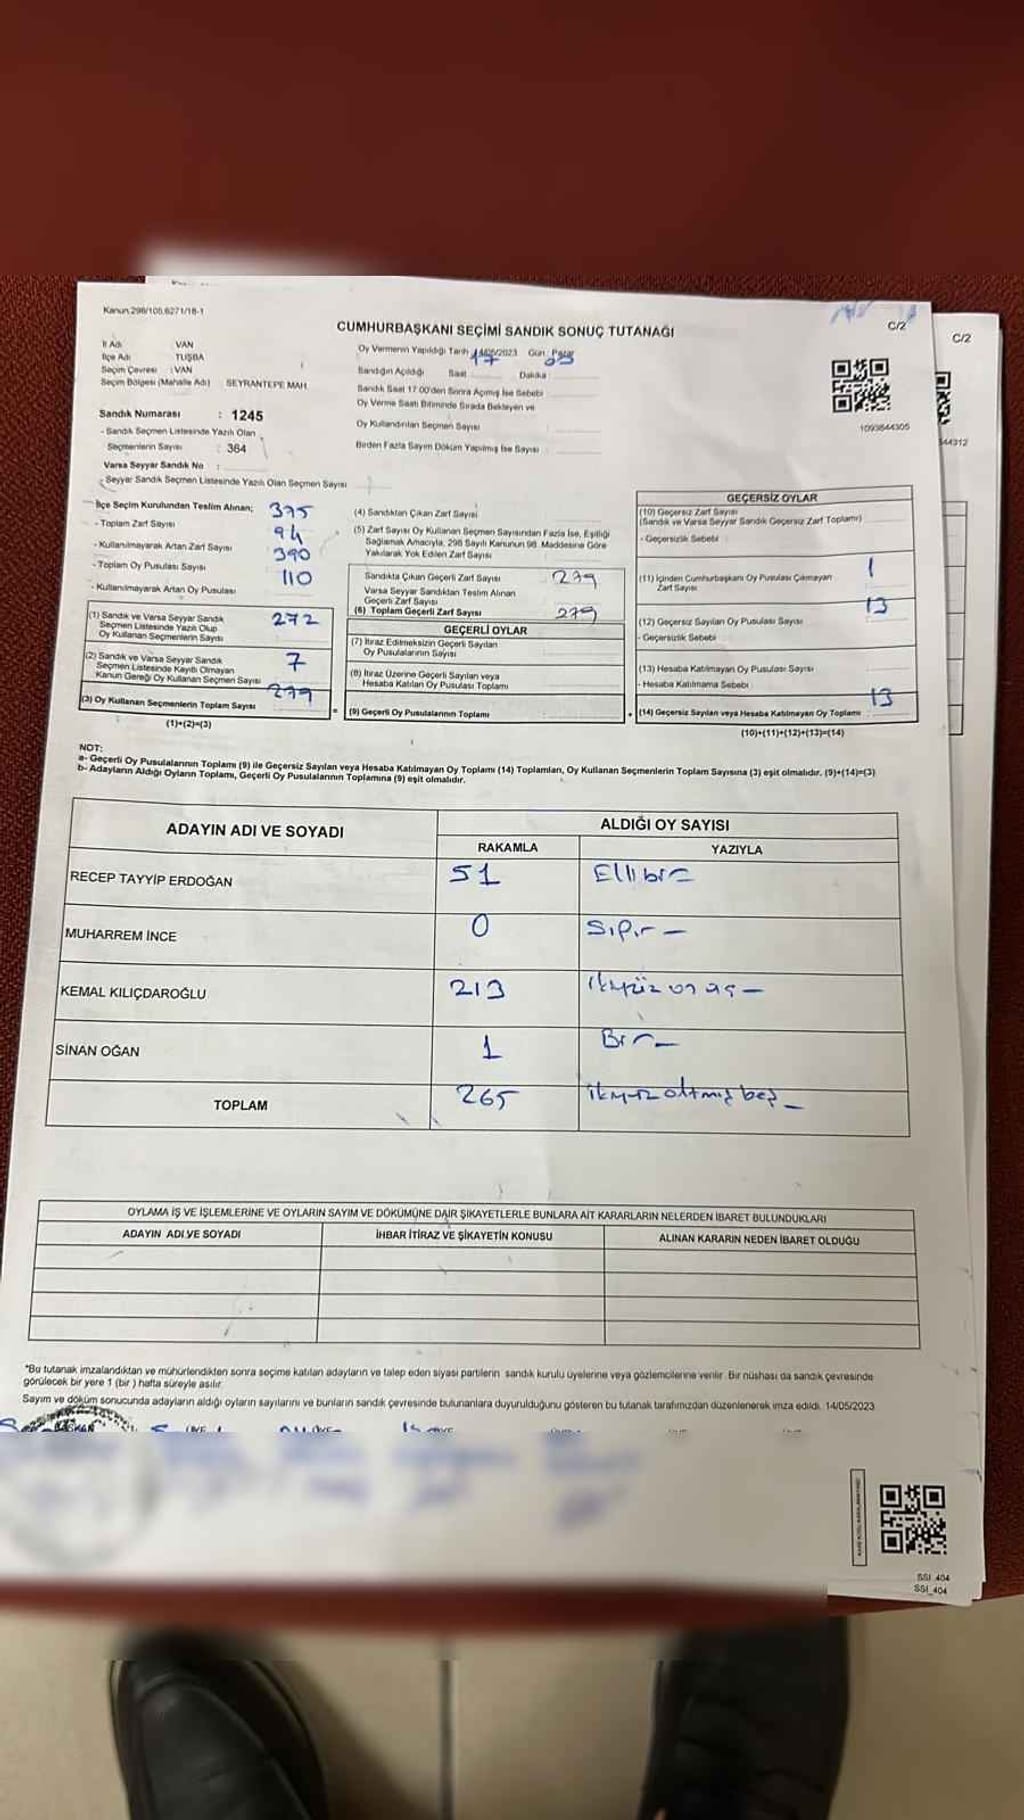 Kanun 298/105,6271/18-1
C/2
C/2
CUMHURBAŞKANI SEÇİMİ SANDIK SONUÇ TUTANAĞI
İl Adı VAN
İlçe Adı TUŞBA
Seçim Çevresi : VAN
Seçim Bölgesi (Mahalle Adı) : SEYRANTEPE MAH.
Sandık Numarası : 1245
- Sandık Seçmen Listesinde Yazılı Olan
Seçmenlerin Sayısı : 364
Varsa Seyyar Sandık No :
- Seyyar Sandık Seçmen Listesinde Yazılı Olan Seçmen Sayısı
Oy Vermenin Yapıldığı Tarih 14/05/2023 Gün : Pazar
Sandığın Açıldığı Saat Dakika
Sandık Saat 17.00'den Sonra Açılmış İse Sebebi
Oy Verme Saati Bitiminde Sırada Bekleyen ve
Oy Kullandırılan Seçmen Sayısı
Birden Fazla Sayım Döküm Yapılmış İse Sayısı :
1093844305
44312
İlçe Seçim Kurulundan Teslim Alınan; 375
- Toplam Zarf Sayısı 94
- Kullanılmayarak Artan Zarf Sayısı 390
- Toplam Oy Pusulası Sayısı 110
- Kullanılmayarak Artan Oy Pusulası
(1) Sandık ve Varsa Seyyar Sandık 272
Seçmen Listesinde Yazılı Olup
Oy Kullanan Seçmenlerin Sayısı
(2) Sandık ve Varsa Seyyar Sandık 7
Seçmen Listesinde Kayıtlı Olmayan
Kanun Gereği Oy Kullanan Seçmen Sayısı 279
(3) Oy Kullanan Seçmenlerin Toplam Sayısı
(1)+(2)=(3)
(4) Sandıktan Çıkan Zarf Sayısı
(5) Zarf Sayısı Oy Kullanan Seçmen Sayısından Fazla İse, Eşitliği
Sağlamak Amacıyla, 298 Sayılı Kanunun 98. Maddesine Göre
Yakılarak Yok Edilen Zarf Sayısı
Sandıkta Çıkan Geçerli Zarf Sayısı 279
Varsa Seyyar Sandıktan Teslim Alınan
Geçerli Zarf Sayısı
(6) Toplam Geçerli Zarf Sayısı 279
GEÇERLİ OYLAR
(7) İtiraz Edilmeksizin Geçerli Sayılan
Oy Pusulalarının Sayısı
(8) İtiraz Üzerine Geçerli Sayılan veya
Hesaba Katılan Oy Pusulası Toplamı
(9) Geçerli Oy Pusulalarının Toplamı
GEÇERSİZ OYLAR
(10) Geçersiz Zarf Sayısı
(Sandık ve Varsa Seyyar Sandık Geçersiz Zarf Toplamı)
- Geçersizlik Sebebi
(11) İçinden Cumhurbaşkanı Oy Pusulası Çıkmayan 1
Zarf Sayısı
13
(12) Geçersiz Sayılan Oy Pusulası Sayısı
- Geçersizlik Sebebi
(13) Hesaba Katılmayan Oy Pusulası Sayısı
- Hesaba Katılmama Sebebi
(14) Geçersiz Sayılan veya Hesaba Katılmayan Oy Toplamı 13
(10)+(11)+(12)+(13)=(14)
NOT:
a- Geçerli Oy Pusulalarının Toplamı (9) ile Geçersiz Sayılan veya Hesaba Katılmayan Oy Toplamı (14) Toplamları, Oy Kullanan Seçmenlerin Toplam Sayısına (3) eşit olmalıdır. (9)+(14)=(3)
b- Adayların Aldığı Oyların Toplamı, Geçerli Oy Pusulalarının Toplamına (9) eşit olmalıdır.
ADAYIN ADI VE SOYADI ALDIĞI OY SAYISI
RAKAMLA YAZIYLA
RECEP TAYYİP ERDOĞAN 51 Ellibir
MUHARREM İNCE 0 Sıfır -
KEMAL KILIÇDAROĞLU 213 ikiyüz on üç -
SİNAN OĞAN 1 Bir -
TOPLAM 265 ikiyüz altmış beş -
OYLAMA İŞ VE İŞLEMLERİNE VE OYLARIN SAYIM VE DÖKÜMÜNE DAİR ŞİKAYETLERLE BUNLARA AİT KARARLARIN NELERDEN İBARET BULUNDUKLARI
ADAYIN ADI VE SOYADI İHBAR İTİRAZ VE ŞİKAYETİN KONUSU ALINAN KARARIN NEDEN İBARET OLDUĞU
*Bu tutanak imzalandıktan ve mühürlendikten sonra seçime katılan adayların ve talep eden siyasi partilerin sandık kurulu üyelerine veya gözlemcilerine verilir. Bir nüshası da sandık çevresinde
görülecek bir yere 1 (bir) hafta süreyle asılır.
Sayım ve döküm sonucunda adayların aldığı oyların sayılarını ve bunların sandık çevresinde bulunanlara duyurulduğunu gösteren bu tutanak tarafımızdan düzenlenerek imza edildi. 14/05/2023
SSI_404
SSI_404